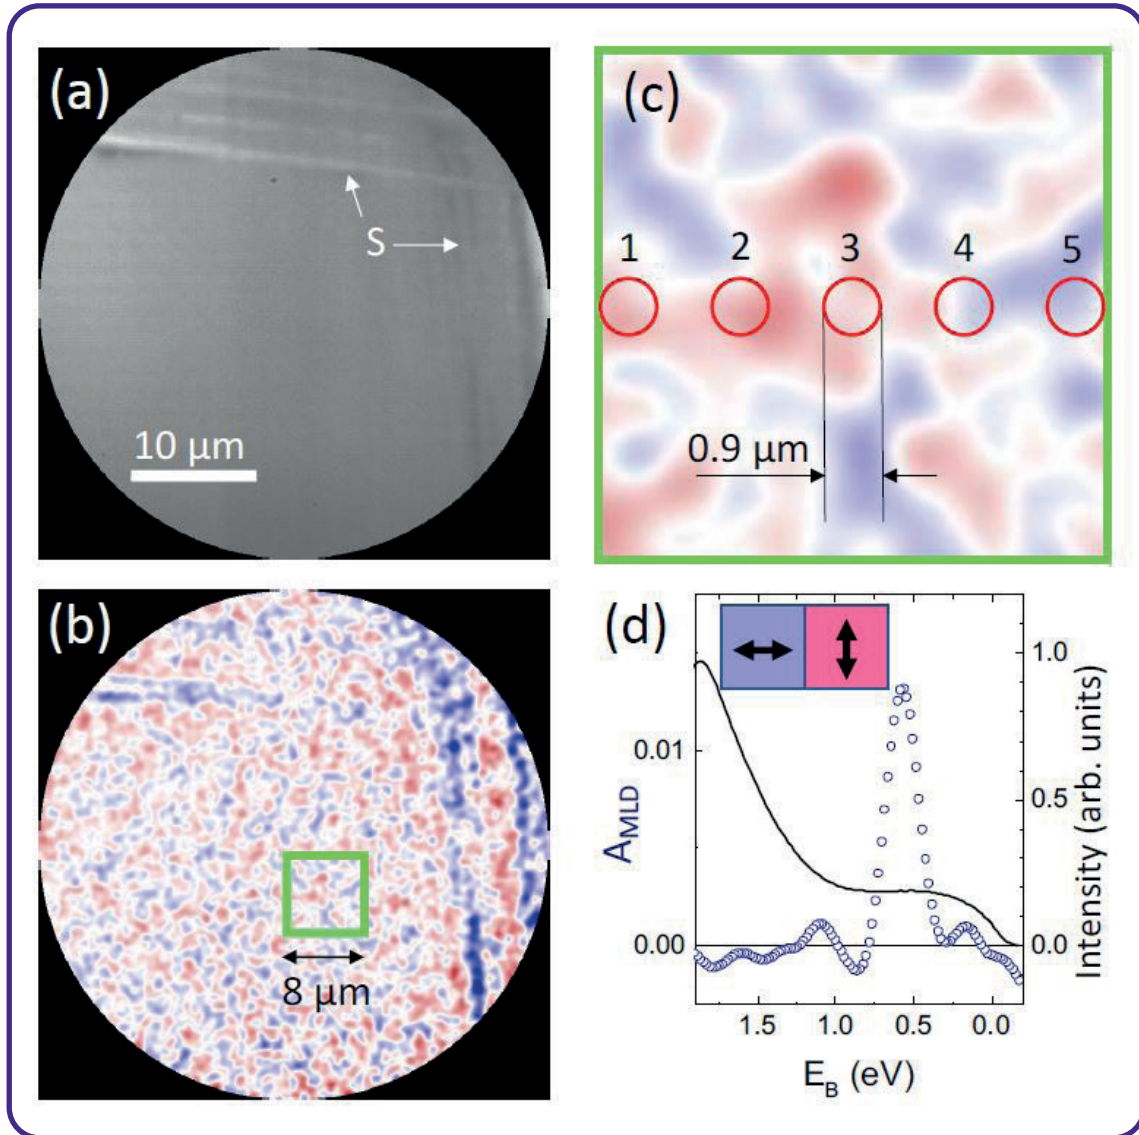 (a)
S
10 μm
(b)
8 μm
(c)
1 2 3 4 5
0.9 μm
(d)
A_MLD
0.01
0.00
1.0
0.5
0.0
Intensity (arb. units)
1.5 1.0 0.5 0.0
E_B (eV)